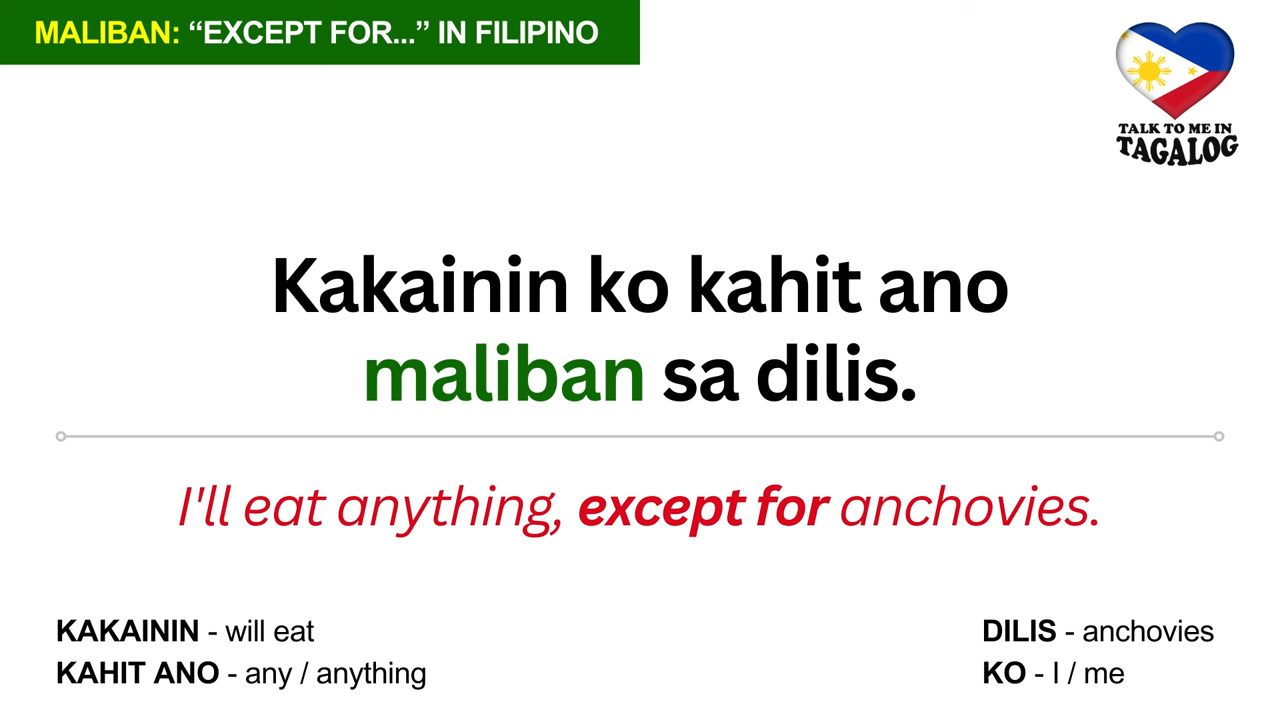 MALIBAN: “EXCEPT FOR...” IN FILIPINO
TALK TO ME IN
TAGALOG
Kakainin ko kahit ano
maliban sa dilis.
I'll eat anything, except for anchovies.
KAKAININ - will eat
KAHIT ANO - any / anything
DILIS - anchovies
KO - I / me